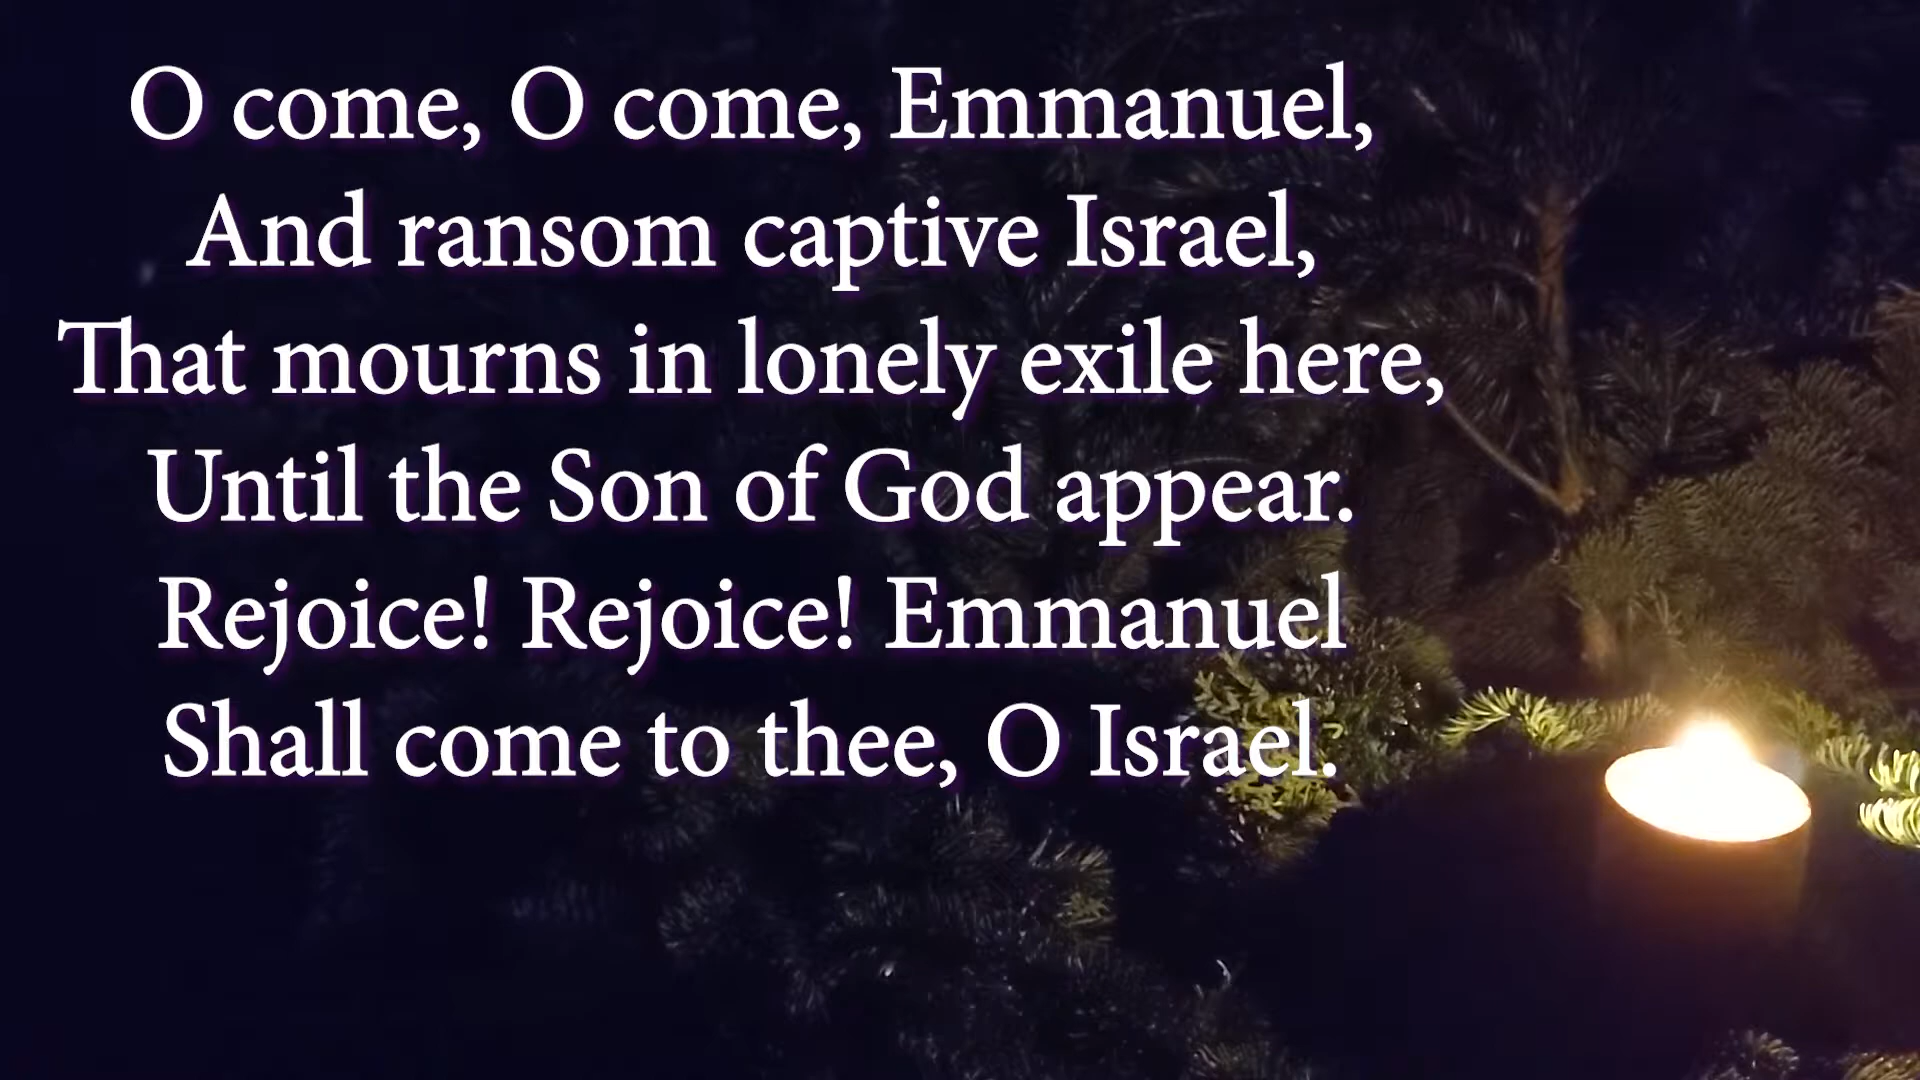 O come, O come, Emmanuel,
And ransom captive Israel,
That mourns in lonely exile here,
Until the Son of God appear.
Rejoice! Rejoice! Emmanuel
Shall come to thee, O Israel.